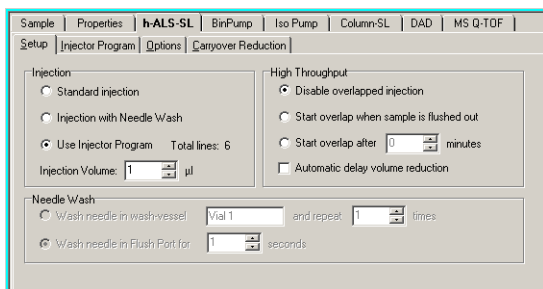 Sample Properties h-ALS-SL BinPump Iso Pump Column-SL DAD MS Q-TOF
Setup Injector Program Options Carryover Reduction
Injection
Standard injection
Injection with Needle Wash
Use Injector Program Total lines: 6
Injection Volume: 1 µl
High Throughput
Disable overlapped injection
Start overlap when sample is flushed out
Start overlap after 0 minutes
Automatic delay volume reduction
Needle Wash
Wash needle in wash-vessel Vial 1 and repeat 1 times
Wash needle in Flush Port for 1 seconds